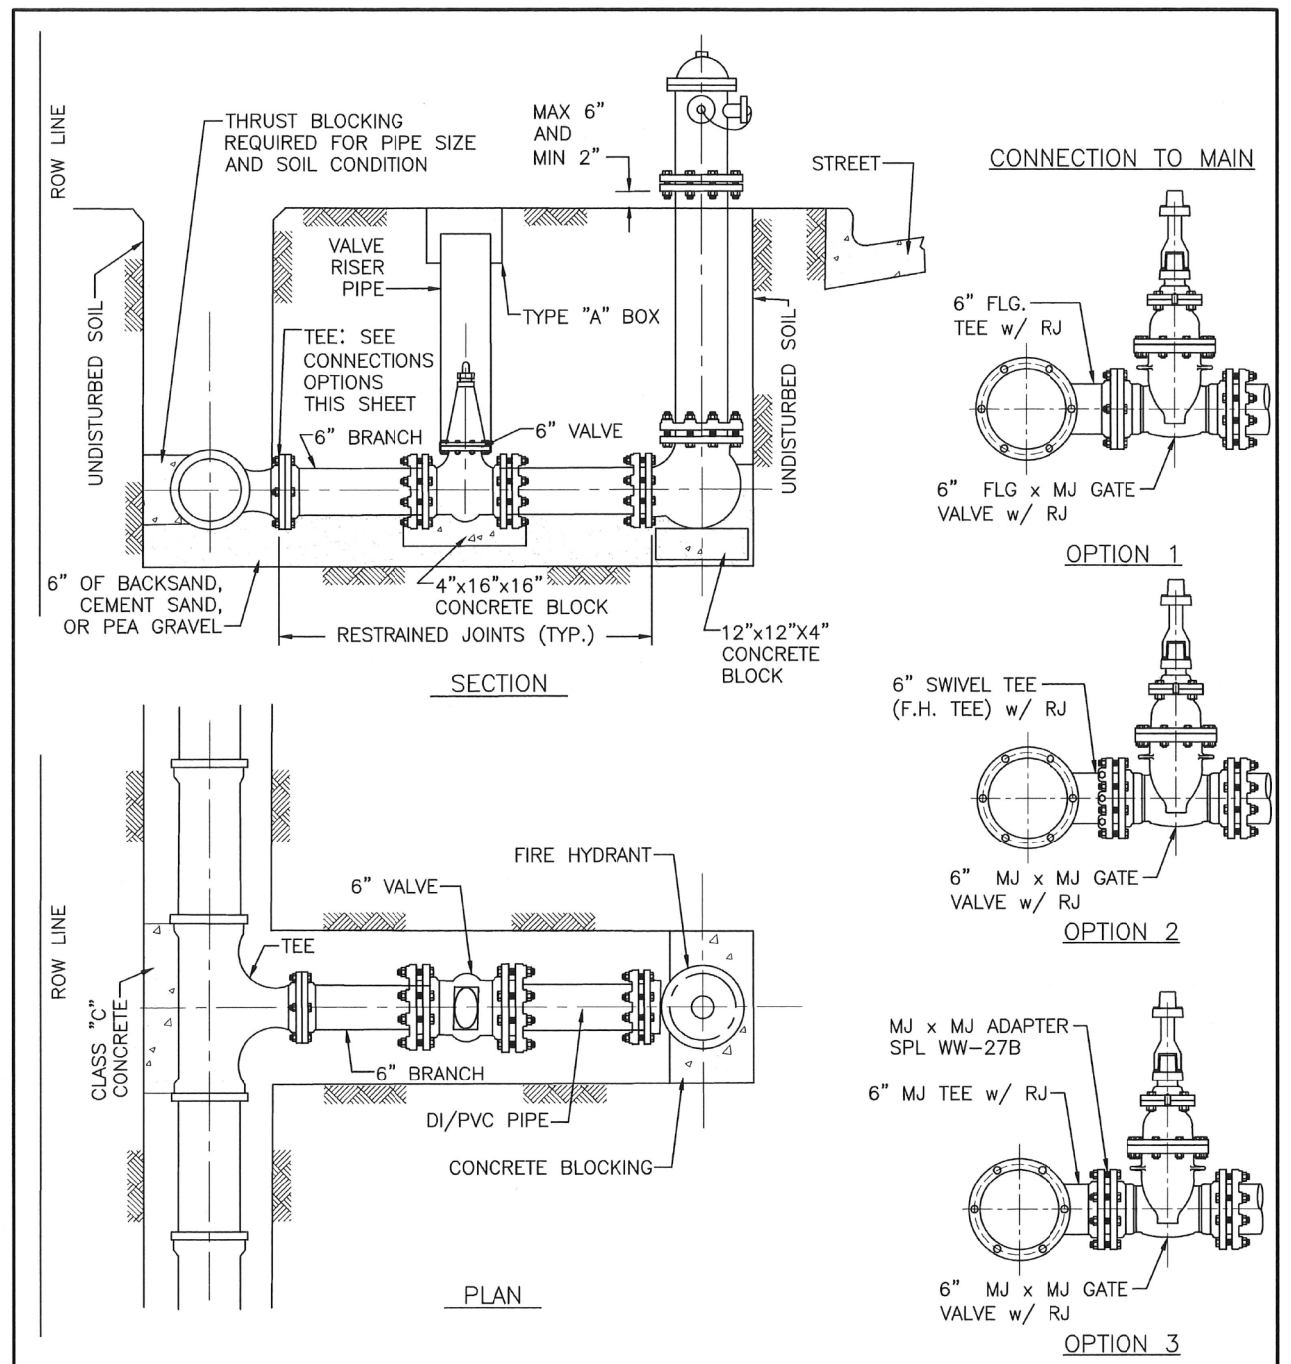 ROW LINE
THRUST BLOCKING
REQUIRED FOR PIPE SIZE
AND SOIL CONDITION
MAX 6"
AND
MIN 2"
STREET
UNDISTURBED SOIL
VALVE
RISER
PIPE
TYPE "A" BOX
TEE: SEE
CONNECTIONS
OPTIONS
THIS SHEET
6" BRANCH
6" VALVE
UNDISTURBED SOIL
6" OF BACKSAND,
CEMENT SAND,
OR PEA GRAVEL
4"x16"x16"
CONCRETE BLOCK
RESTRAINED JOINTS (TYP.)
12"x12"X4"
CONCRETE
BLOCK
SECTION
ROW LINE
CLASS "C"
CONCRETE
TEE
6" VALVE
FIRE HYDRANT
6" BRANCH
DI/PVC PIPE
CONCRETE BLOCKING
PLAN
CONNECTION TO MAIN
6" FLG.
TEE w/ RJ
6" FLG x MJ GATE
VALVE w/ RJ
OPTION 1
6" SWIVEL TEE
(F.H. TEE) w/ RJ
6" MJ x MJ GATE
VALVE w/ RJ
OPTION 2
MJ x MJ ADAPTER
SPL WW-27B
6" MJ TEE w/ RJ
6" MJ x MJ GATE
VALVE w/ RJ
OPTION 3